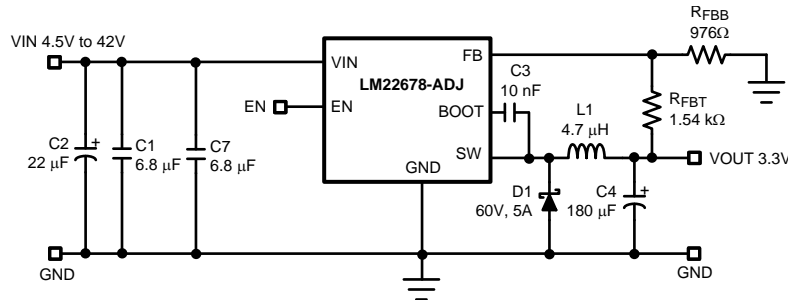 VIN 4.5V to 42V
VIN
LM22678-ADJ
FB
RFBB
976Ω
C3
10 nF
EN
EN
BOOT
L1
4.7 μH
RFBT
1.54 kΩ
C2
22 μF
+
C1
6.8 μF
C7
6.8 μF
SW
GND
VOUT 3.3V
D1
60V, 5A
C4
180 μF
+
GND
GND